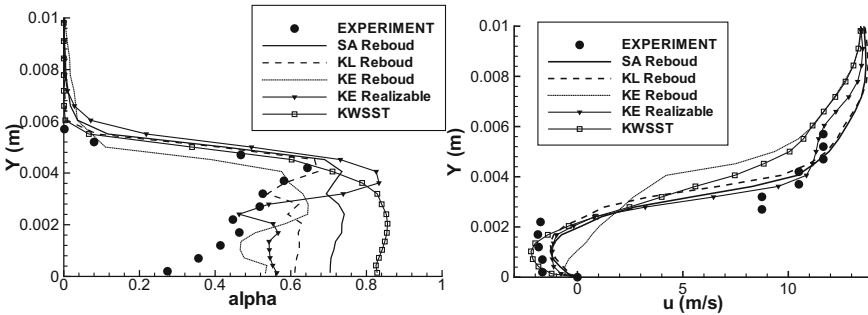 0.01
0.008
0.006
0.004
0.002
0
Y (m)
0
0.2
0.4
0.6
0.8
1
alpha
EXPERIMENT
SA Reboud
KL Reboud
KE Reboud
KE Realizable
KWSST
0.01
0.008
0.006
0.004
0.002
0
Y (m)
0
5
10
u (m/s)
EXPERIMENT
SA Reboud
KL Reboud
KE Reboud
KE Realizable
KWSST